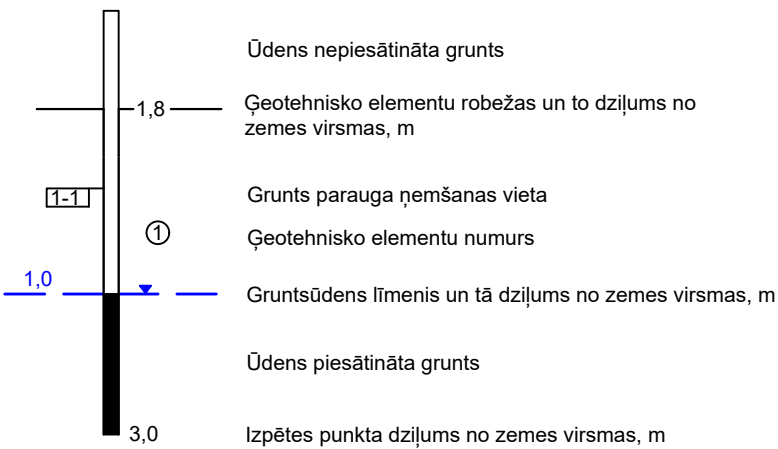 Ūdens nepiesātināta grunts
1,8
Ģeotehnisko elementu robežas un to dziļums no
zemes virsmas, m
1-1
Grunts parauga ņemšanas vieta
1
Ģeotehnisko elementu numurs
1,0
Gruntsūdens līmenis un tā dziļums no zemes virsmas, m
Ūdens piesātināta grunts
3,0
Izpētes punkta dziļums no zemes virsmas, m